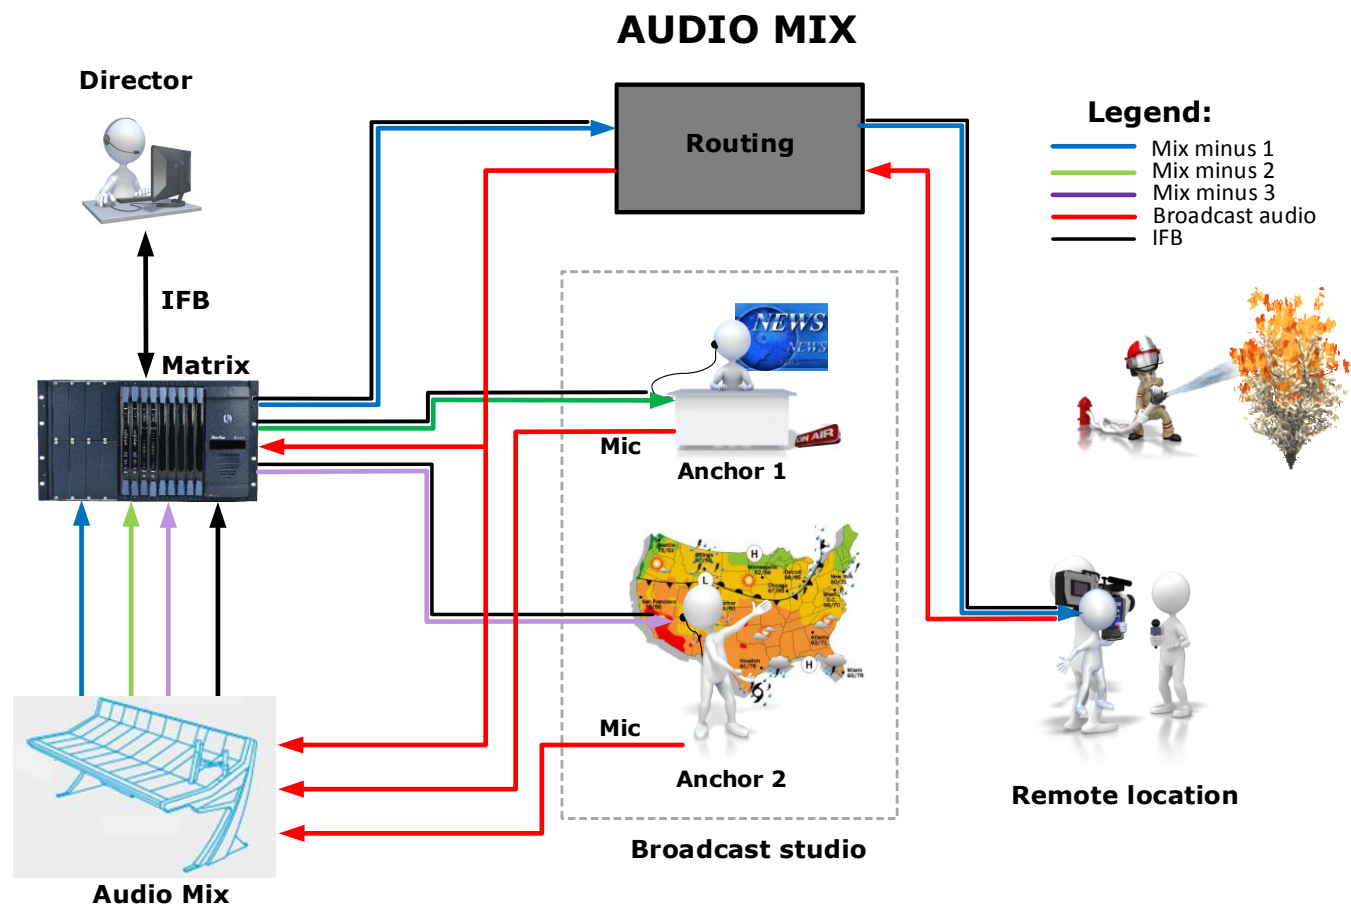 AUDIO MIX
Director
Routing
Legend:
Mix minus 1
Mix minus 2
Mix minus 3
Broadcast audio
IFB
IFB
Matrix
NEWS
NEWS
ON AIR
Mic
Anchor 1
H
L
H
Mic
Anchor 2
Remote location
Broadcast studio
Audio Mix